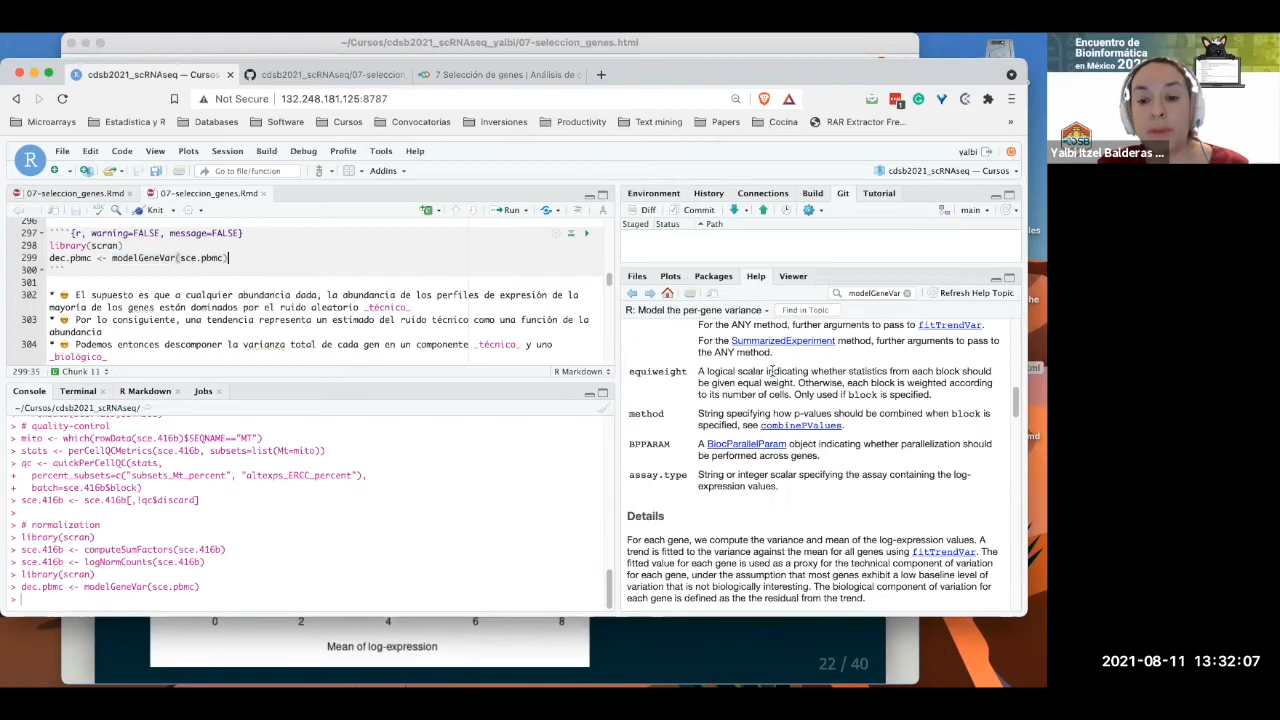 ~/Cursos/cdsb2021_scRNAseq_yalbi/07-seleccion_genes.html
cdsb2021_scRNAseq — Cursos
cdsb2021_scRNAseq/07-seleccion
7 Selección de genes | Análisis de c
Not Secure | 132.248.181.125:8787
Microarrays
Estadistica y R
Databases
Software
Cursos
Convocatorias
Inversiones
Productivity
Text mining
Papers
Cocina
RAR Extractor Fre...
File Edit Code View Plots Session Build Debug Profile Tools Help
yalbi
Go to file/function
Addins
cdsb2021_scRNAseq — Cursos
07-seleccion_genes.Rmd
07-seleccion_genes.Rmd
Knit
Run
296
297 ````{r, warning=FALSE, message=FALSE}
298 library(scran)
299 dec.pbmc <- modelGeneVar(sce.pbmc)
300 ```
301
302 * 🤓 El supuesto es que a cualquier abundancia dada, la abundancia de los perfiles de expresión de la
mayoría de los genes están dominados por el ruido aleatorio _técnico_
303 * 🤓 Por lo consiguiente, una tendencia representa un estimado del ruido técnico como una función de la
abundancia
304 * 🤓 Podemos entonces descomponer la varianza total de cada gen en un componente _técnico_ y uno
_biológico_
299:35
Chunk 11
R Markdown
Console Terminal R Markdown Jobs
~/Cursos/cdsb2021_scRNAseq/
> # quality-control
> mito <- which(rowData(sce.416b)$SEQNAME=="MT")
> stats <- perCellQCMetrics(sce.416b, subsets=list(Mt=mito))
> qc <- quickPerCellQC(stats,
+ percent_subsets=c("subsets_Mt_percent", "altexps_ERCC_percent"),
+ batch=sce.416b$block)
> sce.416b <- sce.416b[,!qc$discard]
>
> # normalization
> library(scran)
> sce.416b <- computeSumFactors(sce.416b)
> sce.416b <- logNormCounts(sce.416b)
> library(scran)
> dec.pbmc <- modelGeneVar(sce.pbmc)
>
Environment History Connections Build Git Tutorial
Diff
Commit
main
Staged Status Path
Files Plots Packages Help Viewer
modelGeneVar
Refresh Help Topic
R: Model the per-gene variance
Find in Topic
For the ANY method, further arguments to pass to fitTrendVar.
For the SummarizedExperiment method, further arguments to pass to
the ANY method.
equiweight A logical scalar indicating whether statistics from each block should
be given equal weight. Otherwise, each block is weighted according
to its number of cells. Only used if block is specified.
method String specifying how p-values should be combined when block is
specified, see combinePValues.
BPPARAM A BiocParallelParam object indicating whether parallelization should
be performed across genes.
assay.type String or integer scalar specifying the assay containing the log-
expression values.
Details
For each gene, we compute the variance and mean of the log-expression values. A
trend is fitted to the variance against the mean for all genes using fitTrendVar. The
fitted value for each gene is used as a proxy for the technical component of variation
for each gene, under the assumption that most genes exhibit a low baseline level of
variation that is not biologically interesting. The biological component of variation for
each gene is defined as the the residual from the trend.
0 2 4 6 8
Mean of log-expression
22 / 40
Encuentro de
Bioinformática
en México
Yalbi Itzel Balderas ...
2021-08-11 13:32:07